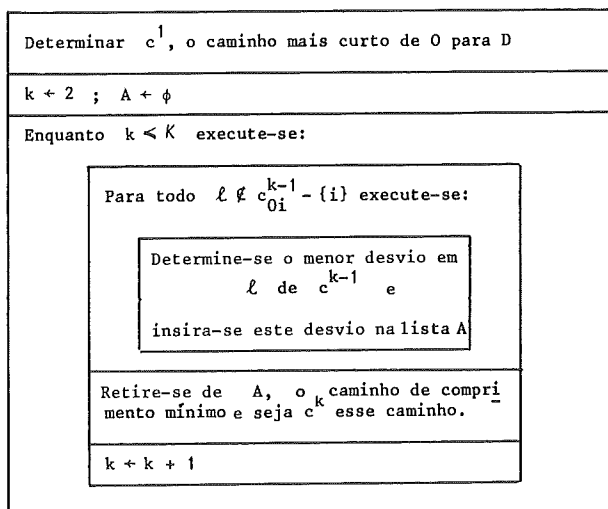 Determinar c¹, o caminho mais curto de O para D
k ← 2 ; A ← ϕ
Enquanto k ⩽ K execute-se:
Para todo ℓ ∉ c_{0i}^{k-1} - {i} execute-se:
Determine-se o menor desvio em
ℓ de c^{k-1} e
insira-se este desvio na lista A
Retire-se de A, o caminho de compri
mento mínimo e seja c^k esse caminho.
k ← k + 1